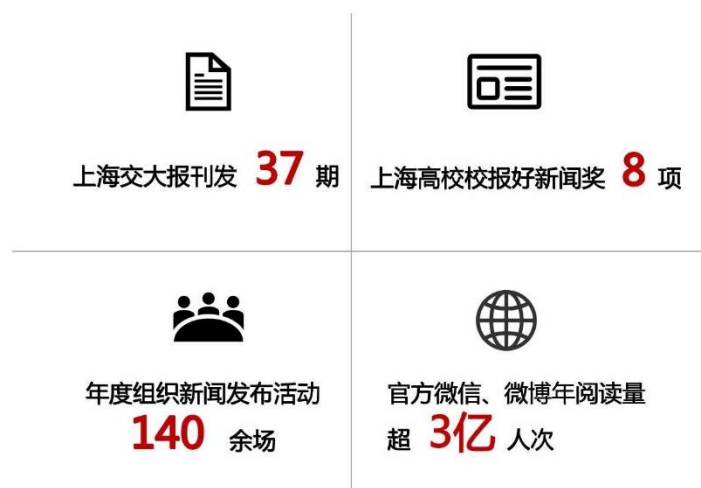 上海交大报刊发 37 期
上海高校校报好新闻奖 8 项
年度组织新闻发布活动
140 余场
官方微信、微博年阅读量
超 3亿 人次